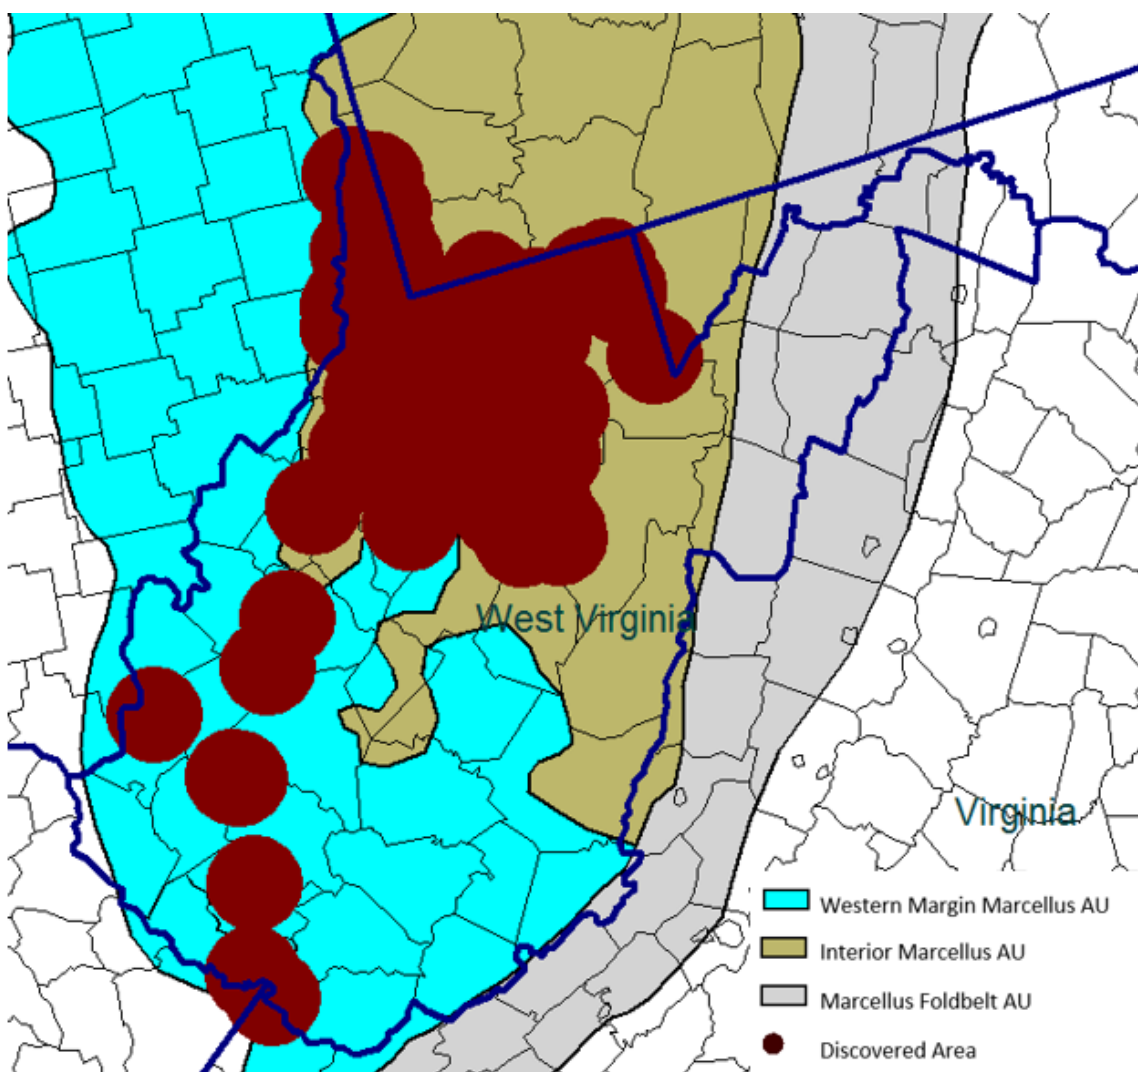 West Virginia
Virginia
Western Margin Marcellus AU
Interior Marcellus AU
Marcellus Foldbelt AU
Discovered Area